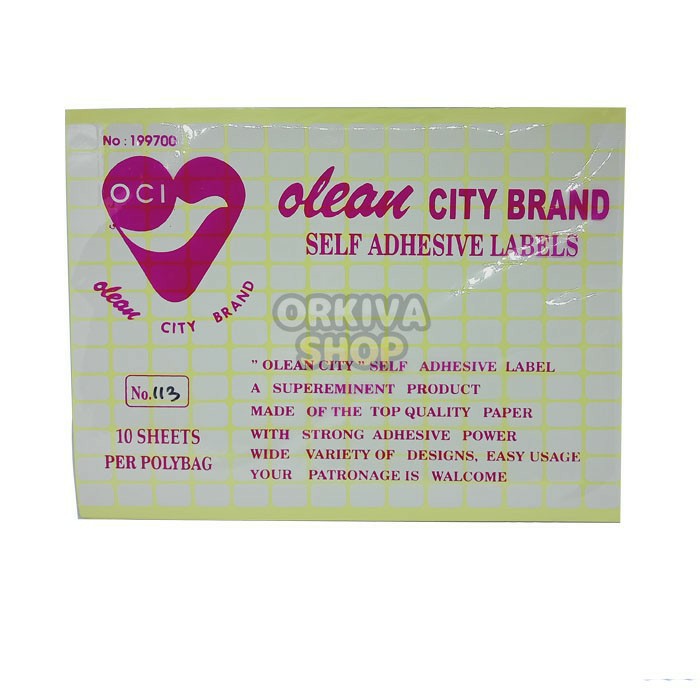 No : 199700
OCI
olean CITY BRAND
olean CITY BRAND
SELF ADHESIVE LABELS
ORKIVA
SHOP
" OLEAN CITY " SELF ADHESIVE LABEL
A SUPEREMINENT PRODUCT
MADE OF THE TOP QUALITY PAPER
WITH STRONG ADHESIVE POWER
WIDE VARIETY OF DESIGNS, EASY USAGE
YOUR PATRONAGE IS WALCOME
No. 113
10 SHEETS
PER POLYBAG